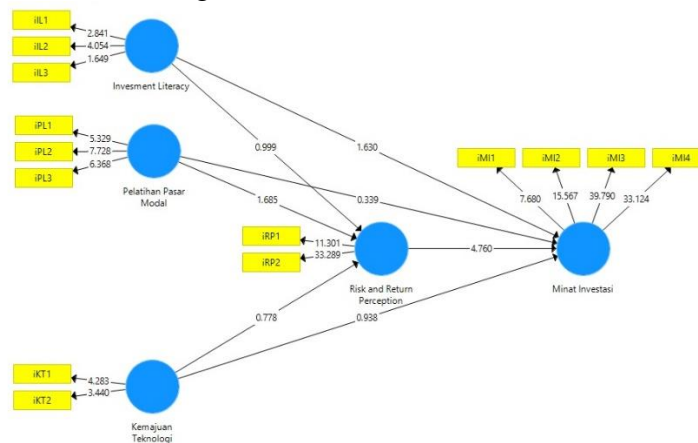 iIL1
2.841
iIL2
4.054
iIL3
1.649
Invesment Literacy
iPL1
5.329
iPL2
7.728
iPL3
6.368
Pelatihan Pasar
Modal
0.999
1.630
1.685
0.339
iMI1
iMI2
iMI3
iMI4
7.680
15.567
39.790
33.124
iRP1
11.301
iRP2
33.289
4.760
Risk and Return
Perception
Minat Investasi
0.778
0.938
iKT1
4.283
iKT2
3.440
Kemajuan
Teknologi